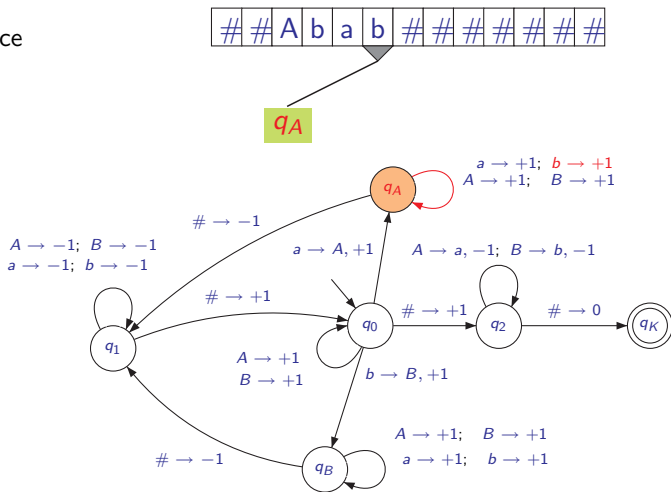 ce
# # A b a b # # # # # # #
q_A
q_A
a → +1; b → +1
A → +1; B → +1
# → −1
A → −1; B → −1
a → −1; b → −1
a → A, +1
A → a, −1; B → b, −1
# → +1
q_0
# → +1
q_2
# → 0
q_K
q_1
A → +1
B → +1
b → B, +1
A → +1; B → +1
a → +1; b → +1
# → −1
q_B